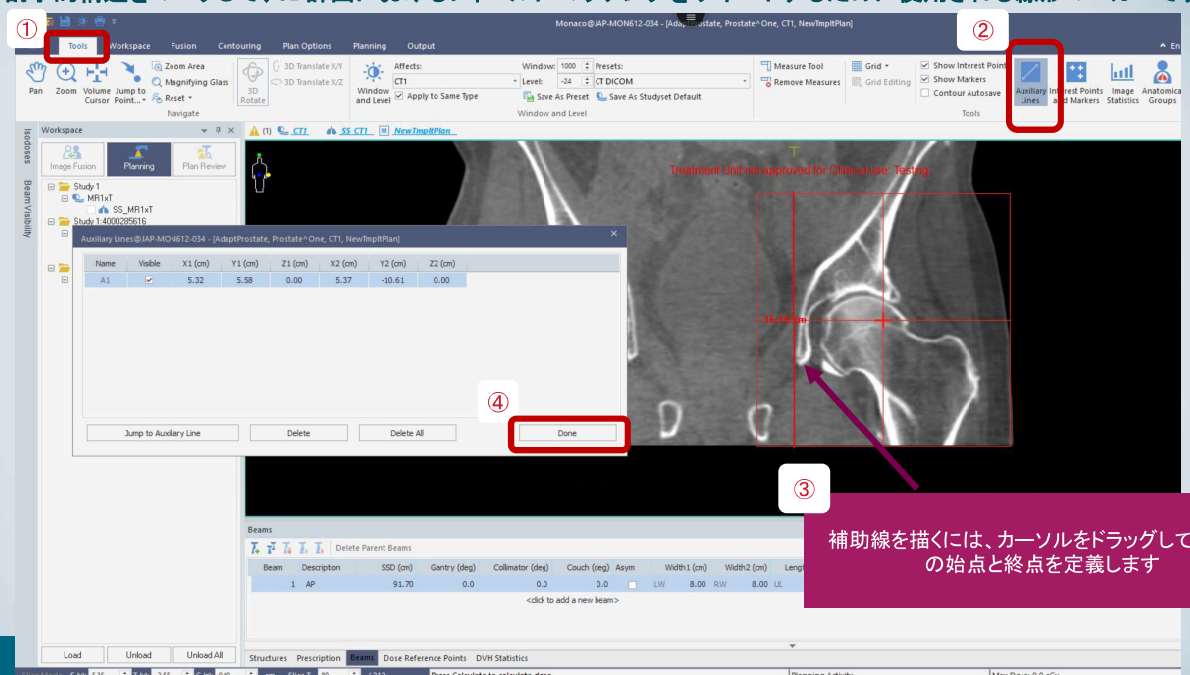 ①
②
Monaco@JAP-MON612-034 - [Adap
state, Prostate^One, CT1, NewTmpltPlan]
Tools Workspace Fusion Contouring Plan Options Planning Output
Pan
Zoom
Volume Cursor
Jump to Point...
Zoom Area
Magnifying Glass
Reset
Navigate
3D Rotate
3D Translate X/Y
3D Translate X/Z
Window and Level
Affects:
CT1
Apply to Same Type
Window: 1000 Presets:
Level: -24 CT DICOM
Save As Preset Save As Studyset Default
Window and Level
Measure Tool
Remove Measures
Grid
Grid Editing
Show Intrrest Point
Show Markers
Contour Autosave
Auxiliary Lines
Interest Points and Markers
Image Statistics
Anatomica Groups
Tools
Isodoses
Beam Visibility
Workspace
(1) CT1 SS_CT1 NewTmpltPlan
Image Fusion Planning Plan Review
Study 1
MR1xT
SS_MR1xT
Study 1:4000285616
Treatment Unit not approved for Clinical use. Testing.
Auxiliary Lines@JAP-MON612-034 - [AdaptProstate, Prostate^One, CT1, NewTmpltPlan]
Name Visible X1 (cm) Y1 (cm) Z1 (cm) X2 (cm) Y2 (cm) Z2 (cm)
A1 5.32 5.58 0.00 5.37 -10.61 0.00
④
Jump to Auxilary Line Delete Delete All Done
③
補助線を描くには、カーソルをドラッグして
の始点と終点を定義します
Beams
Delete Parent Beams
Beam Description SSD (cm) Gantry (deg) Collimator (deg) Couch (deg) Asym Width1 (cm) Width2 (cm)
1 AP 91.70 0.0 0.0 0.0 LW 8.00 RW 8.00 UL
<click to add a new beam>
Load Unload Unload All
Structures Prescription Beams Dose Reference Points DVH Statistics